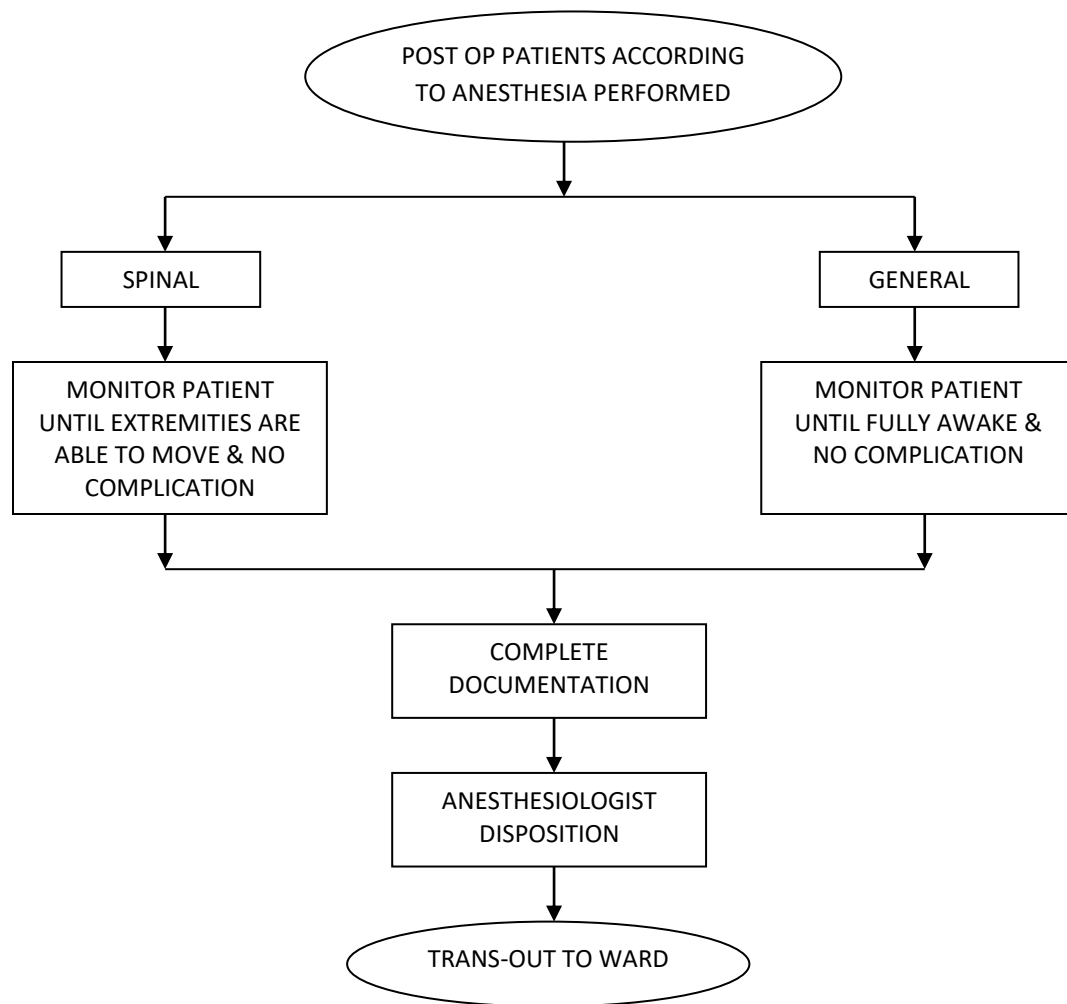 POST OP PATIENTS ACCORDING
TO ANESTHESIA PERFORMED
SPINAL
GENERAL
MONITOR PATIENT
UNTIL EXTREMITIES ARE
ABLE TO MOVE & NO
COMPLICATION
MONITOR PATIENT
UNTIL FULLY AWAKE &
NO COMPLICATION
COMPLETE
DOCUMENTATION
ANESTHESIOLOGIST
DISPOSITION
TRANS-OUT TO WARD